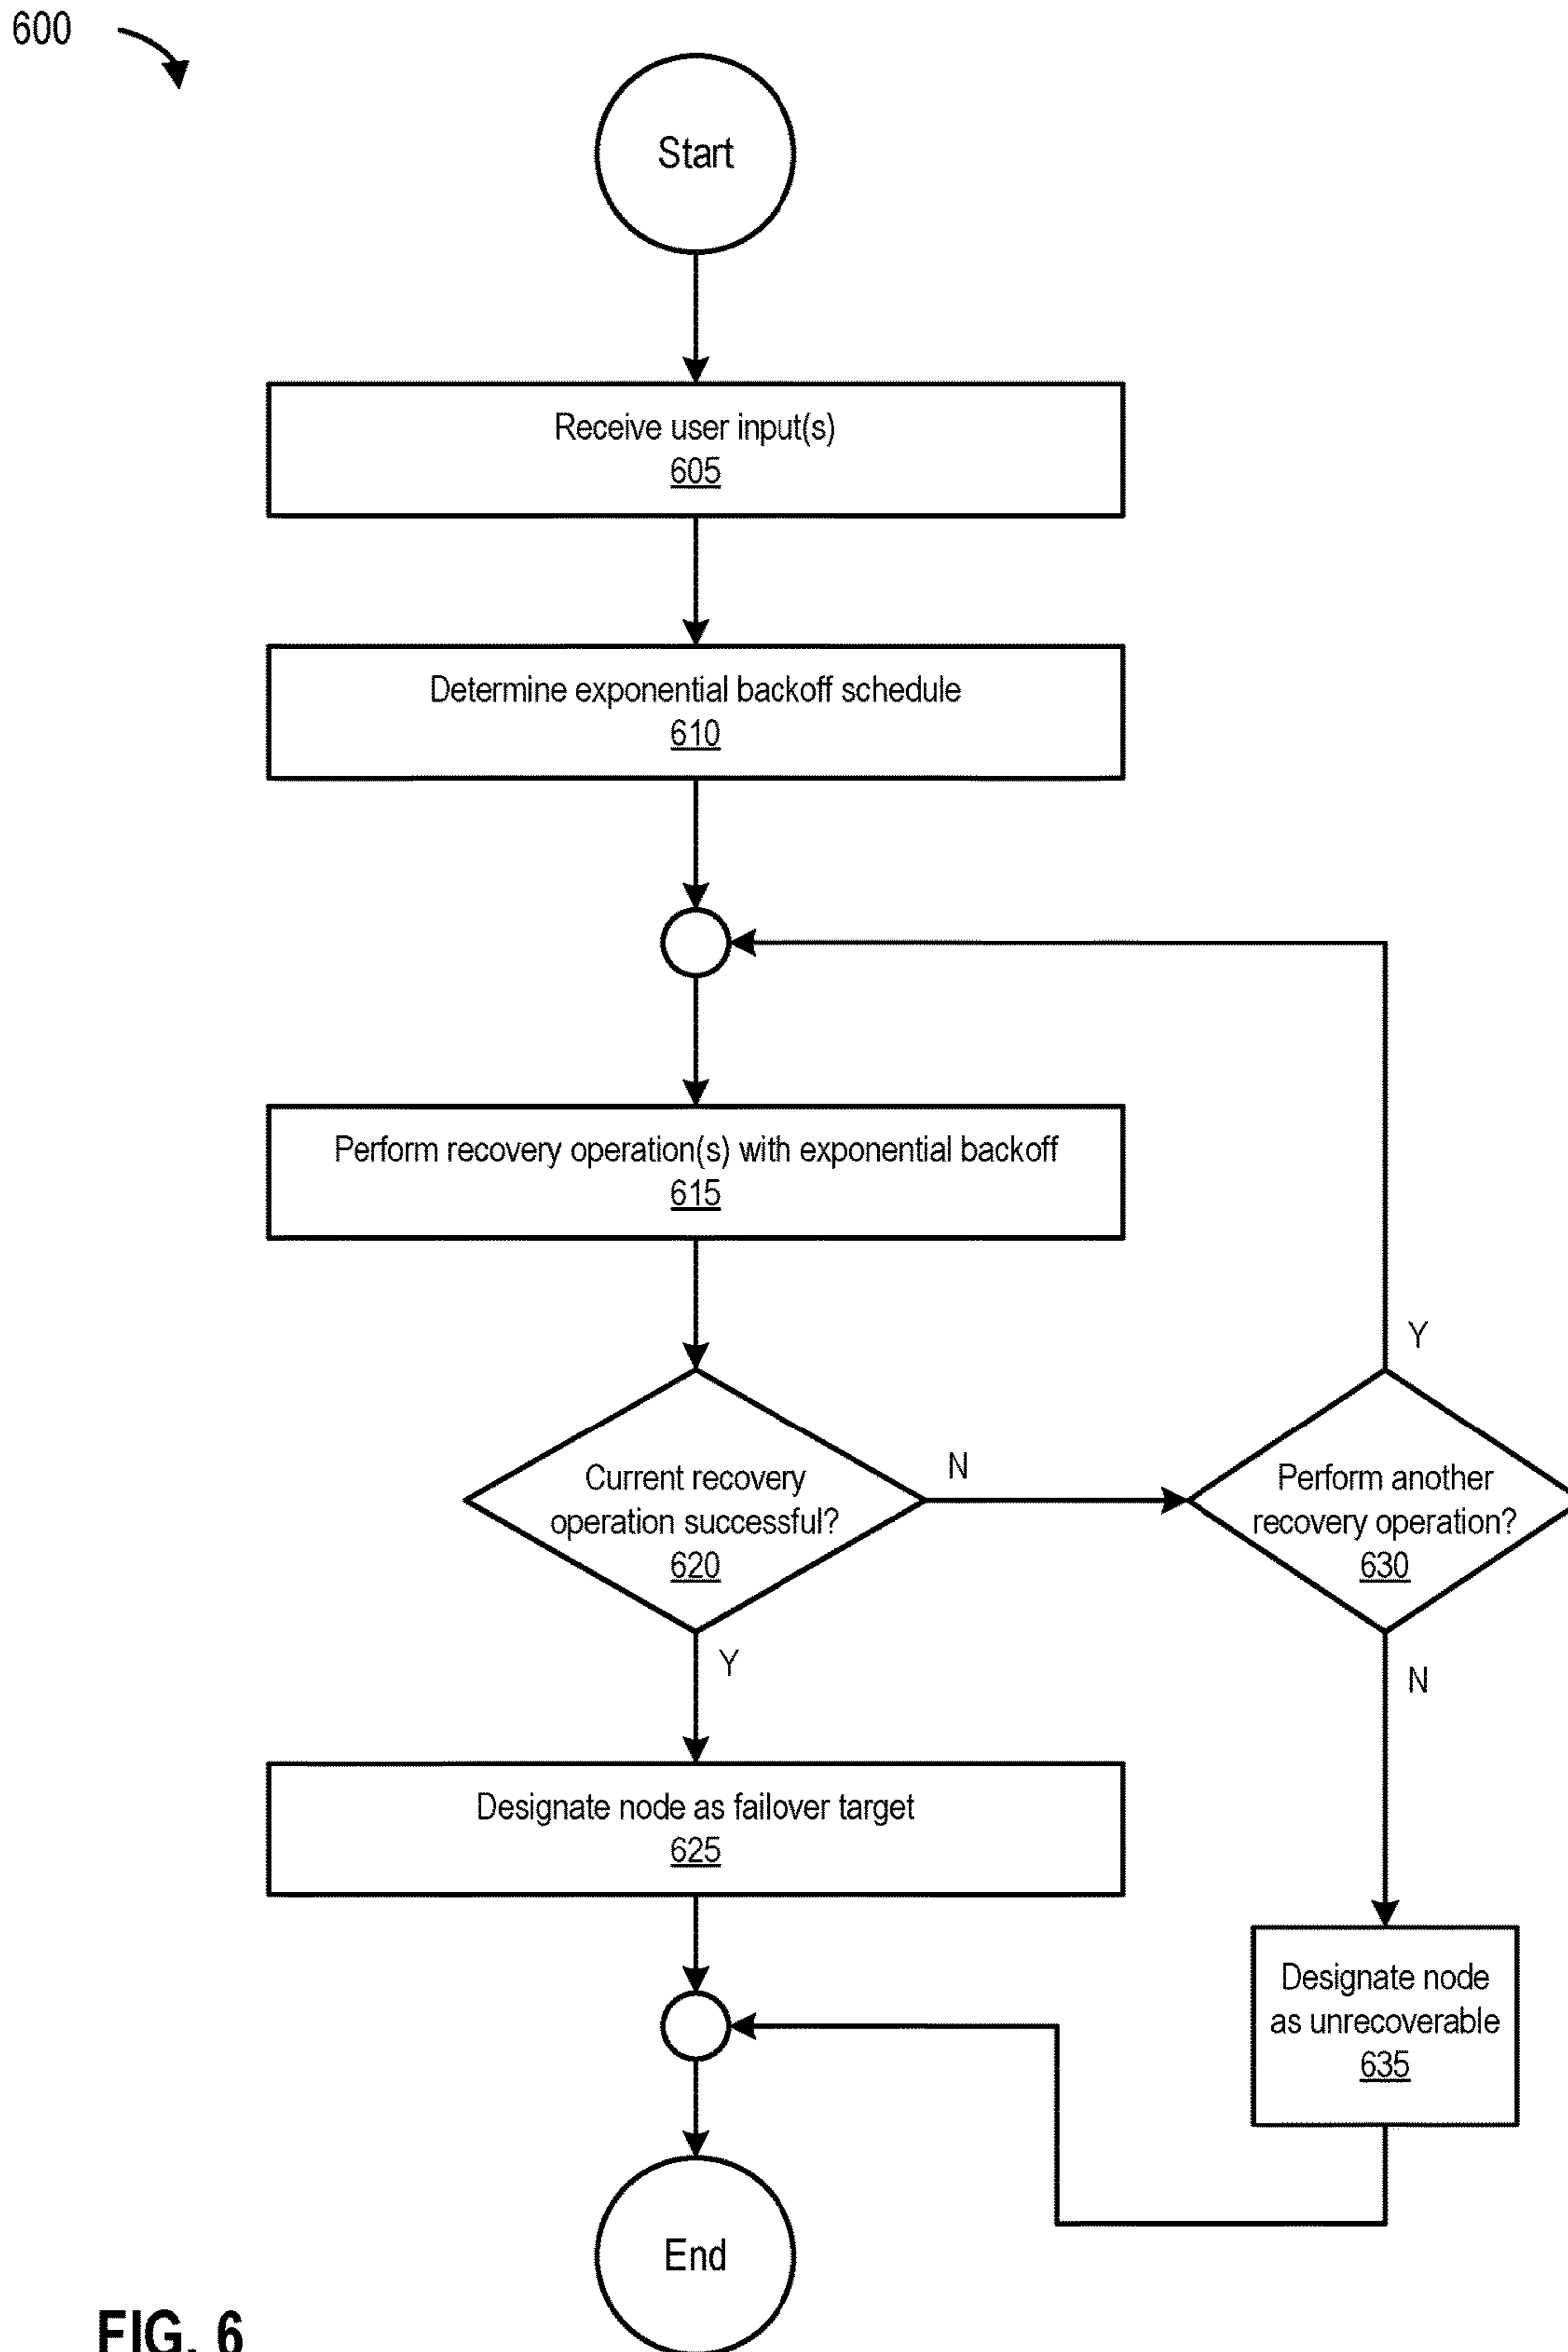 600
Start
Receive user input(s)
605
Determine exponential backoff schedule
610
Perform recovery operation(s) with exponential backoff
615
Y
Current recovery
operation successful?
620
N
Perform another
recovery operation?
630
Y
N
Designate node as failover target
625
Designate node
as unrecoverable
635
End
FIG. 6